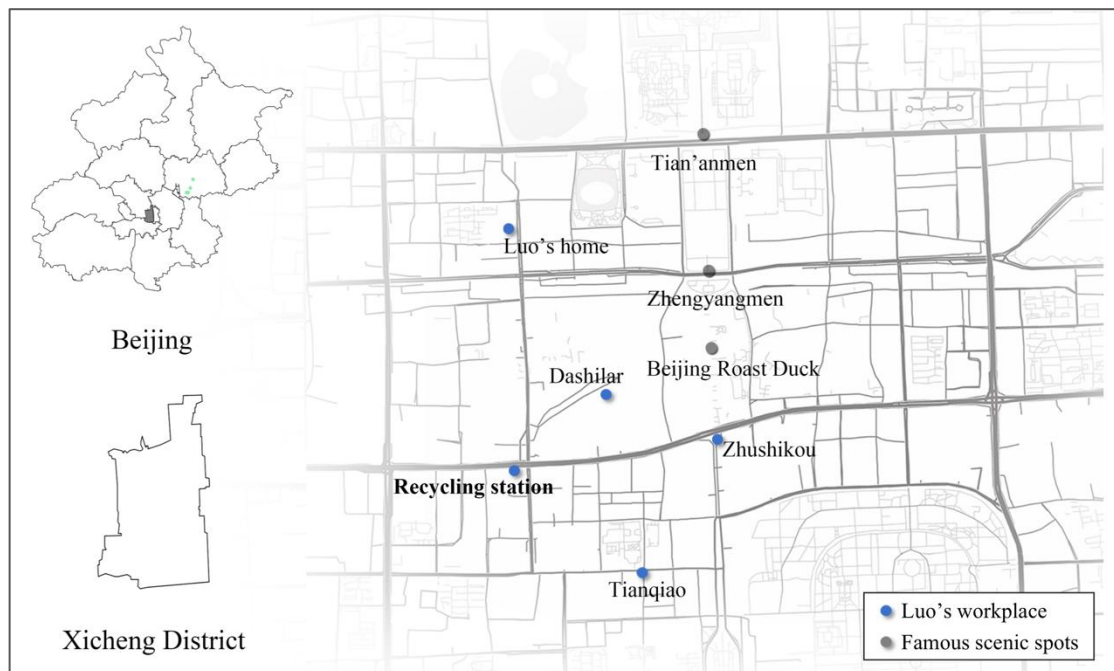 Beijing
Xicheng District
Tian’anmen
Luo’s home
Zhengyangmen
Beijing Roast Duck
Dashilar
Zhushikou
Recycling station
Tianqiao
Luo’s workplace
Famous scenic spots